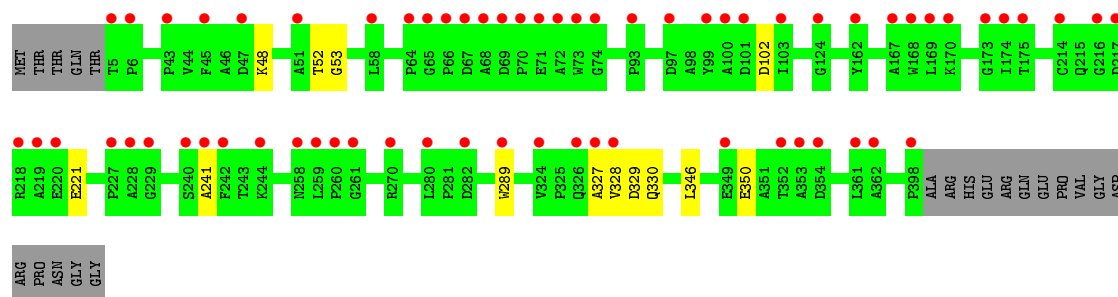 MET THR THR GLN THR T5 P6 P43 V44 F45 A46 D47 K48 A51 T52 G53 L58 P64 G65 P66 D67 A68 D69 P70 E71 A72 W73 G74 P93 D97 A98 Y99 A100 D101 D102 I103 G124 Y162 A167 W168 L169 K170 G173 I174 T175 C214 Q215 G216 D217
R218 A219 E220 E221 P227 A228 G229 S240 A241 F242 T243 K244 N258 L259 P260 G261 R270 L280 P281 D282 W289 V324 P325 Q326 A327 V328 D329 Q330 L346 E349 E350 A351 T352 A353 D354 L361 A362 P398 ALA ARG HIS GLU ARG GLN GLU PRO VAL GLY ASP
ARG PRO ASN GLY GLY